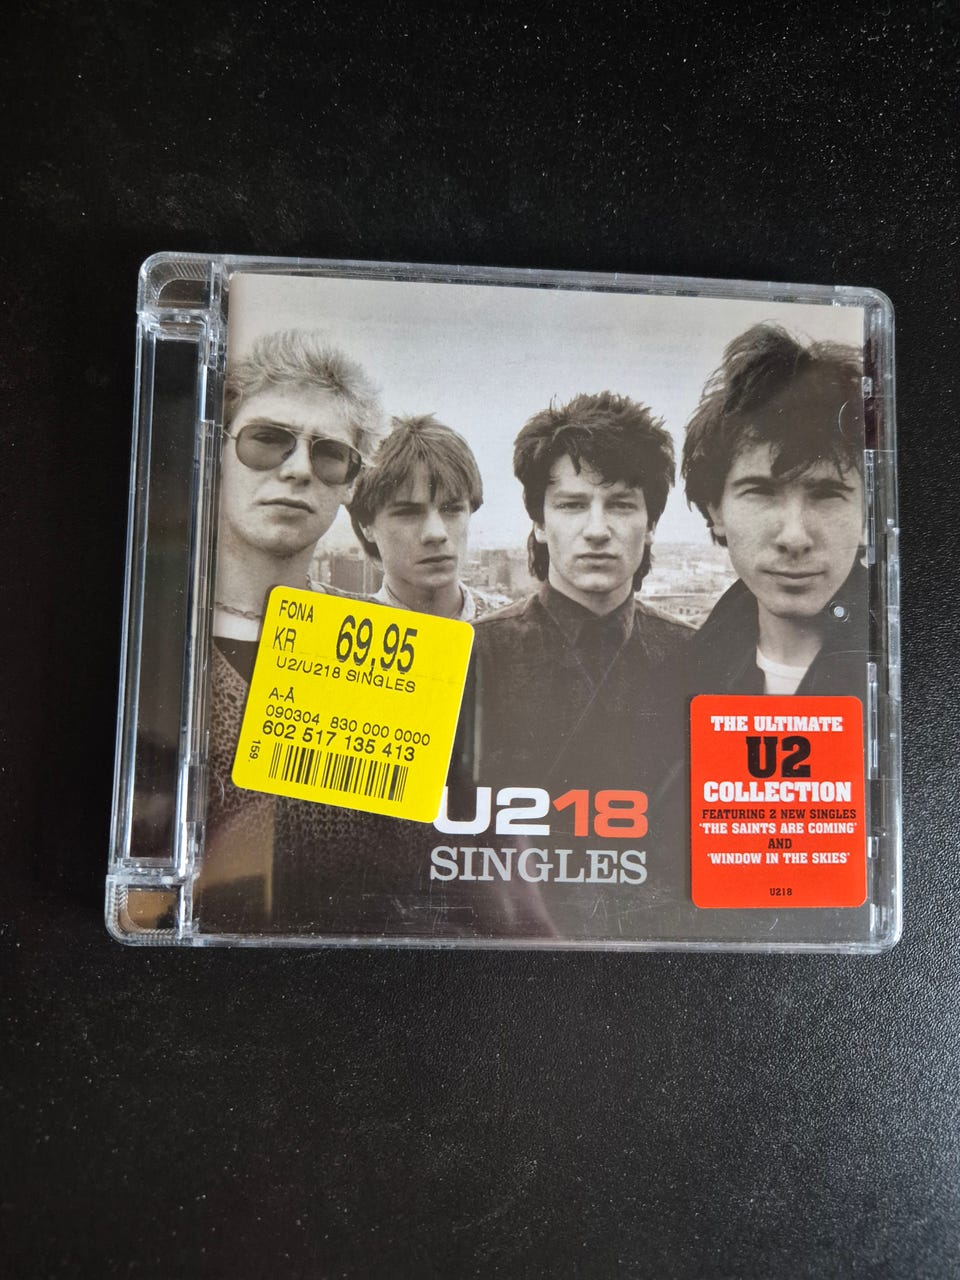 FONA
KR 69,95
U2/U218 SINGLES
A-Å
090304 830 000 0000
602 517 135 413
159.
U218
SINGLES
THE ULTIMATE
U2
COLLECTION
FEATURING 2 NEW SINGLES
'THE SAINTS ARE COMING'
AND
'WINDOW IN THE SKIES'
U218